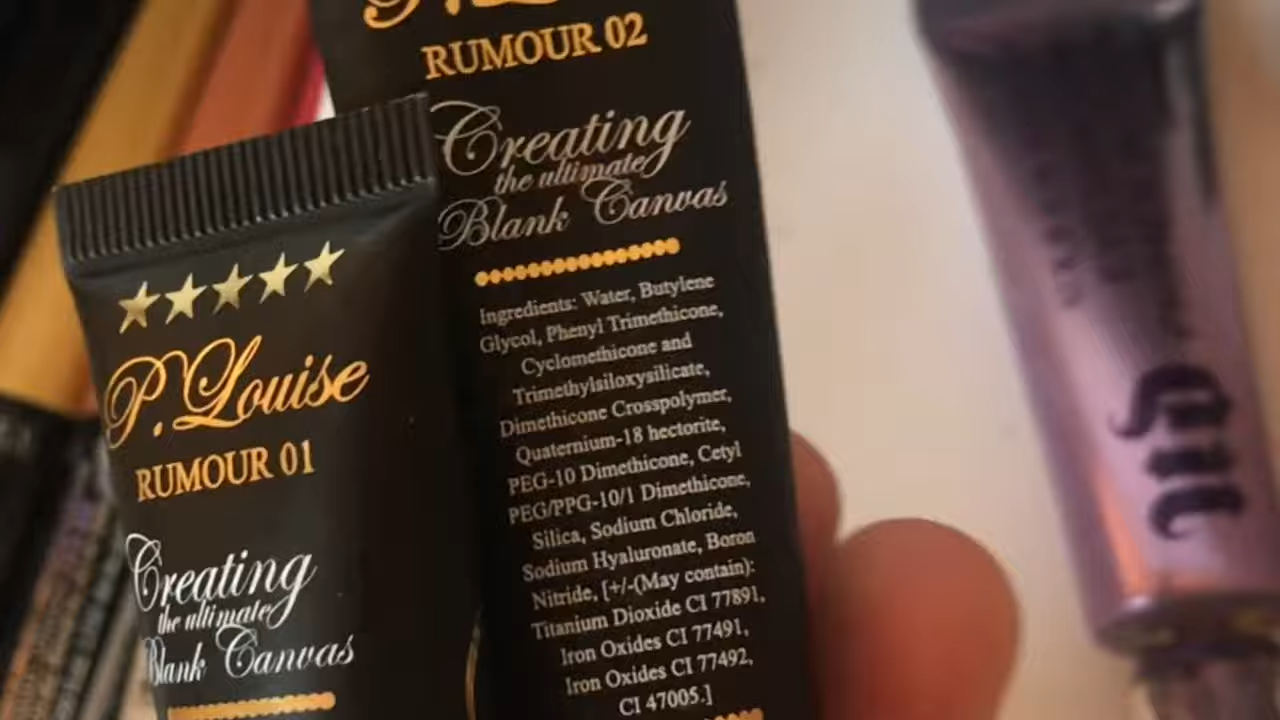 ★★★★★
P. Louise
RUMOUR 01
Creating
the ultimate
Blank Canvas
RUMOUR 02
Creating
the ultimate
Blank Canvas
Ingredients: Water, Butylene
Glycol, Phenyl Trimethicone,
Cyclomethicone and
Trimethylsiloxysilicate,
Dimethicone Crosspolymer,
Quaternium-18 hectorite,
PEG-10 Dimethicone, Cetyl
PEG/PPG-10/1 Dimethicone,
Silica, Sodium Chloride,
Sodium Hyaluronate, Boron
Nitride, [+/-(May contain):
Titanium Dioxide CI 77891,
Iron Oxides CI 77491,
Iron Oxides CI 77492,
CI 47005.]